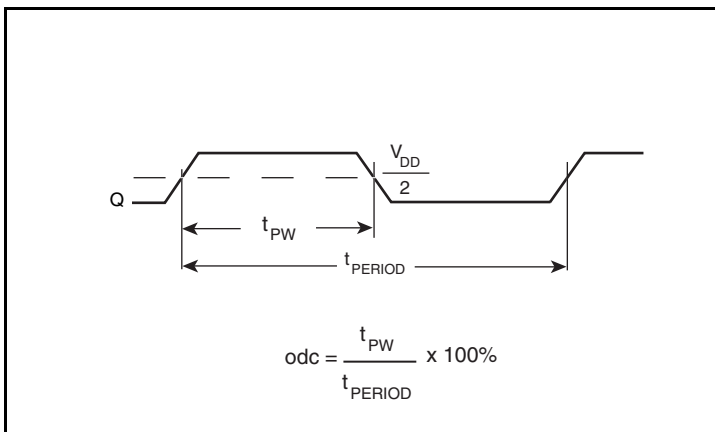 V_DD
2
Q
t_PW
t_PERIOD
odc = t_PW / t_PERIOD x 100%